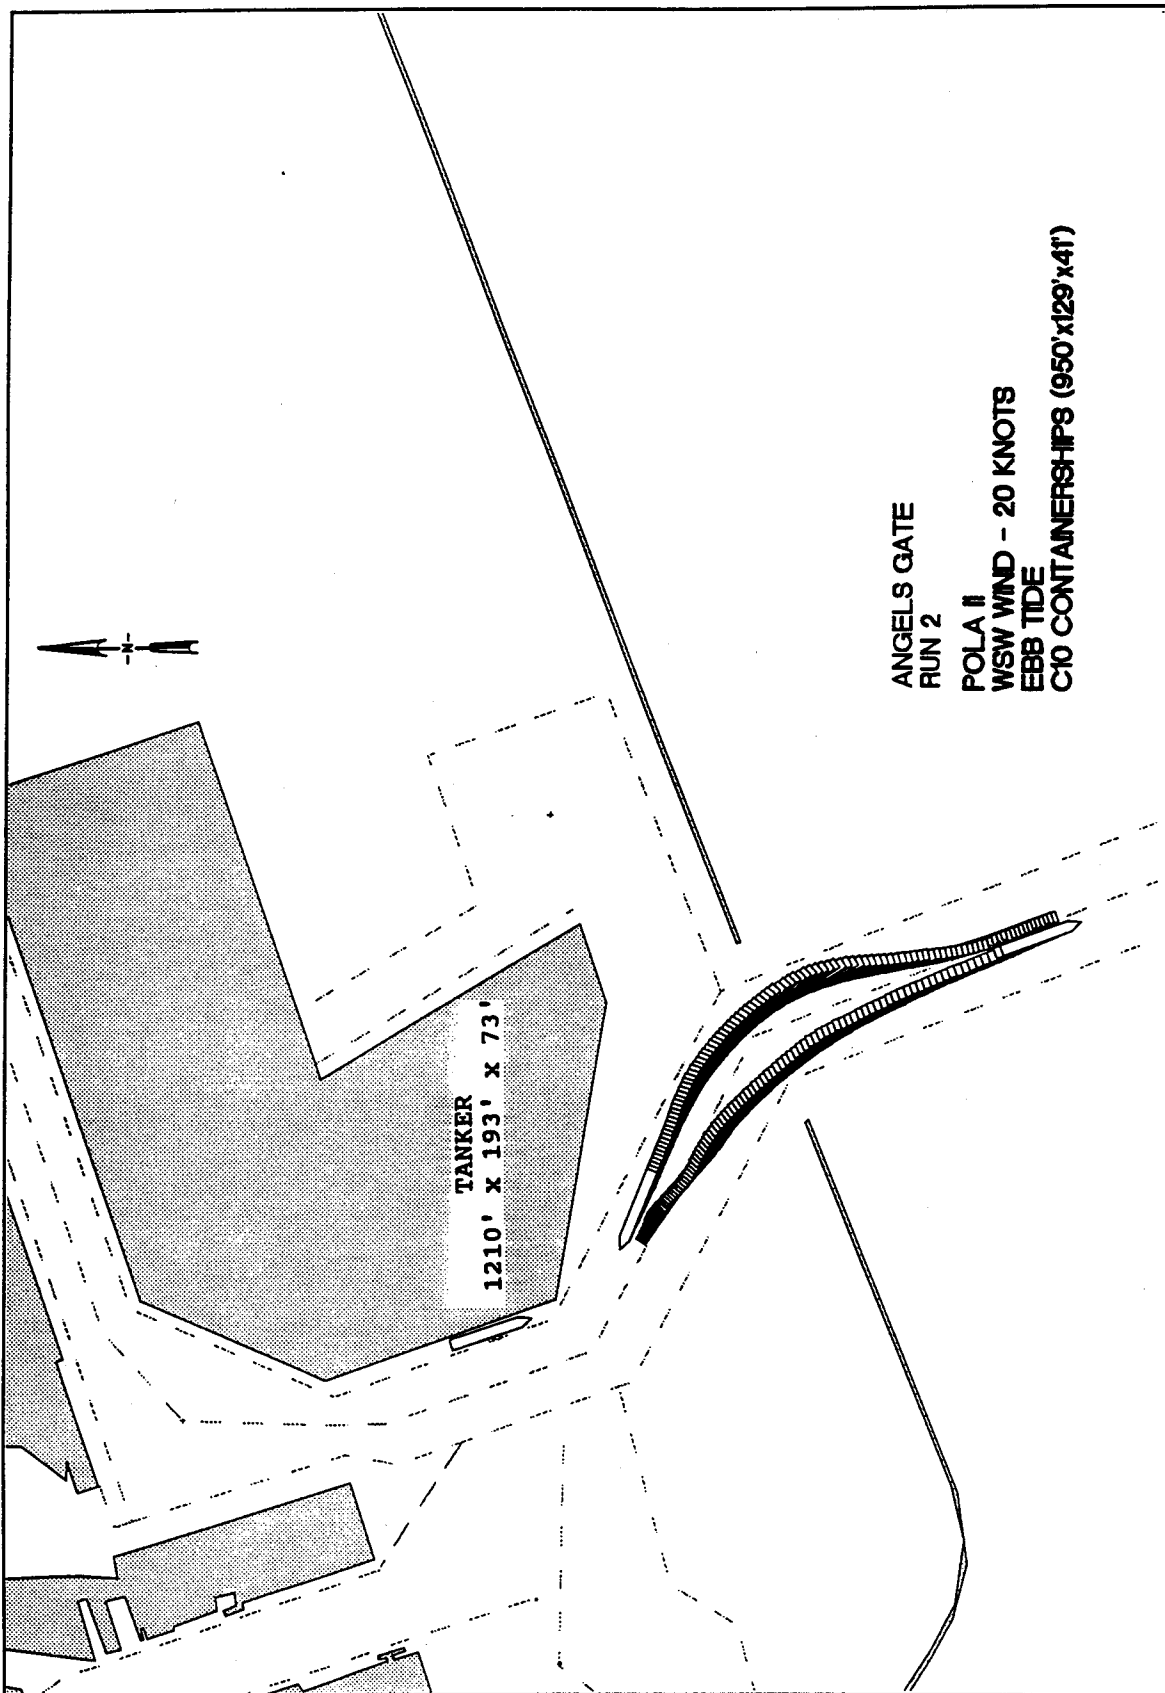 -N-
TANKER
1210' X 193' X 73'
ANGELS GATE
RUN 2
POLA II
WSW WIND - 20 KNOTS
EBB TIDE
C10 CONTAINERSHIPS (950'x129'x41')